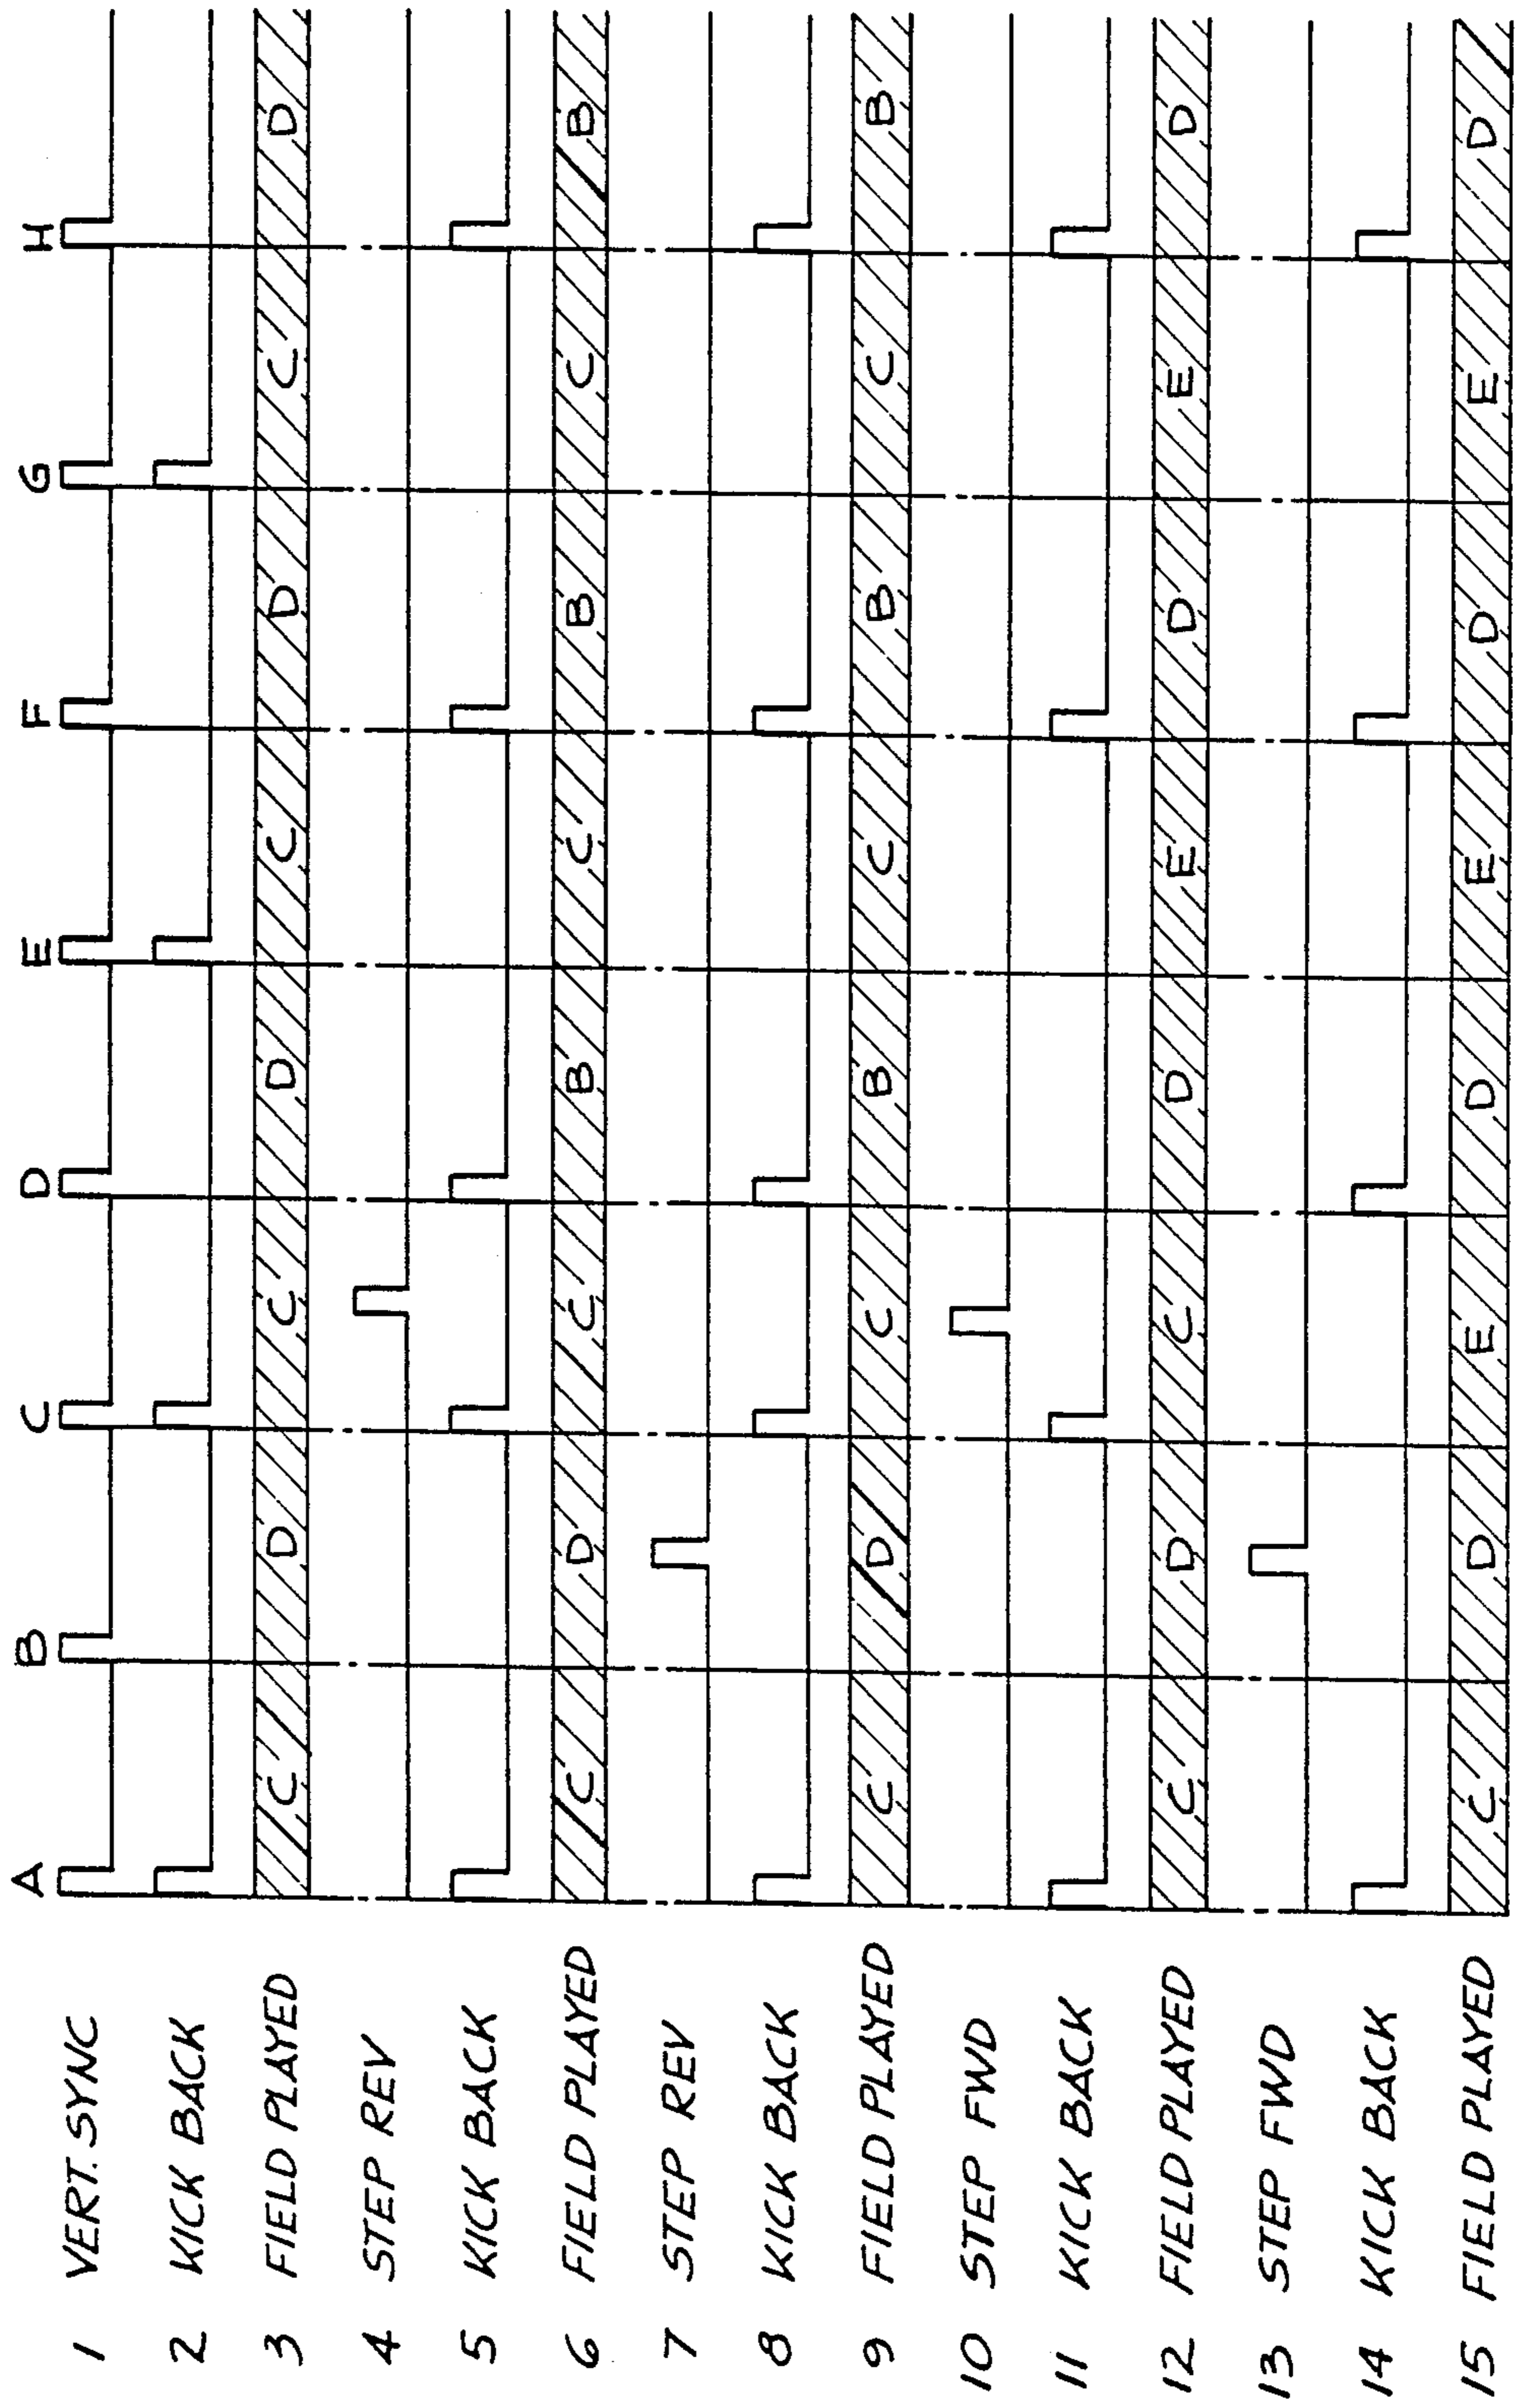 A B C D E F G H
1 VERT. SYNC
2 KICK BACK
3 FIELD PLAYED C D C D C D C D
4 STEP REV
5 KICK BACK
6 FIELD PLAYED C D C B C B C B
7 STEP REV
8 KICK BACK
9 FIELD PLAYED C D C B C B C B
10 STEP FWD
11 KICK BACK
12 FIELD PLAYED C D C D E D E D
13 STEP FWD
14 KICK BACK
15 FIELD PLAYED C D E D E D E D